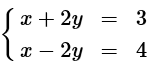 x + 2y = 3
x − 2y = 4